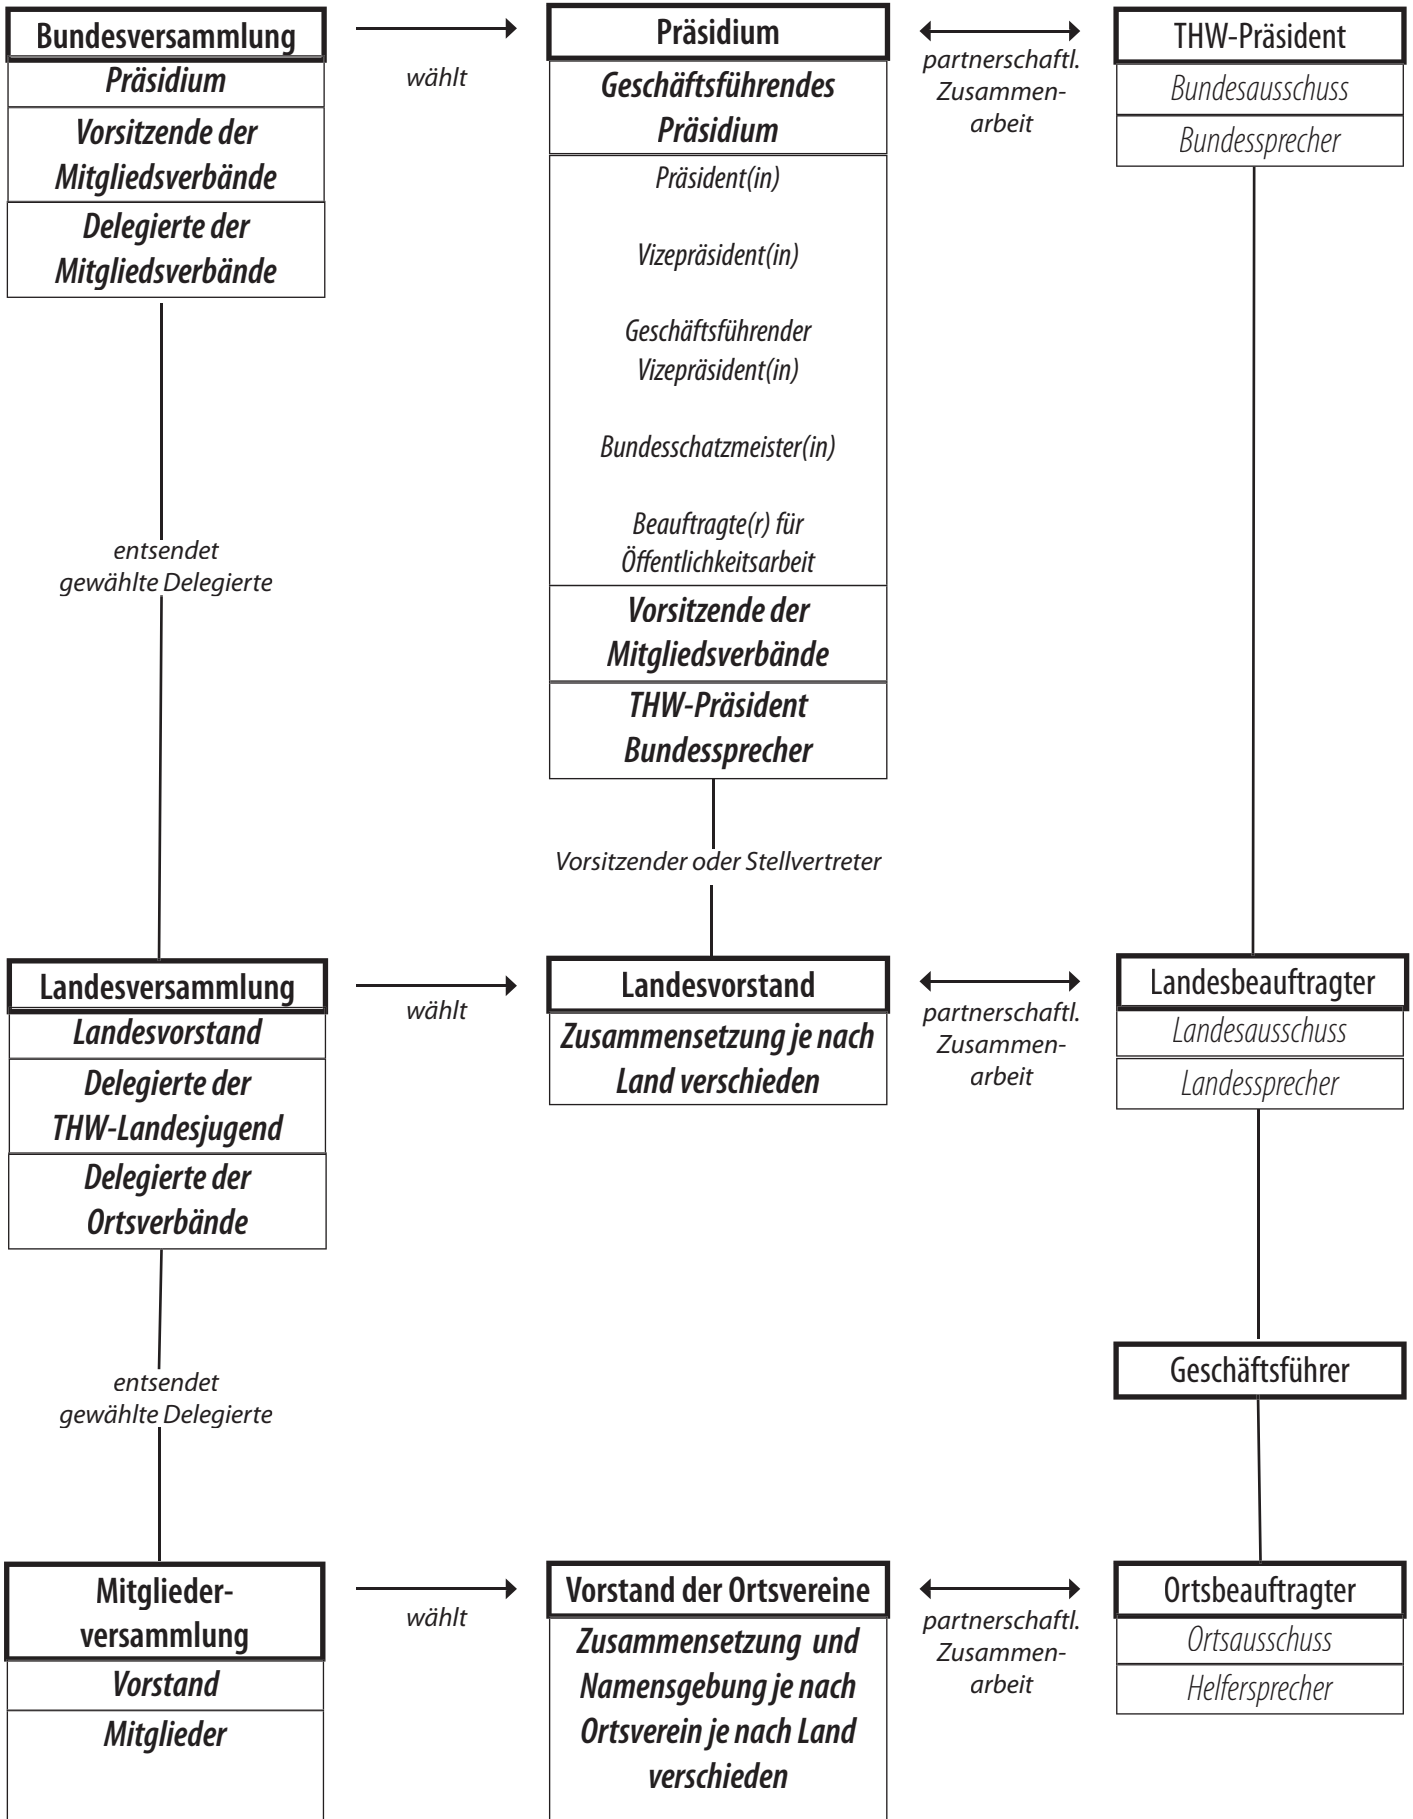 Bundesversammlung
Präsidium
Vorsitzende der
Mitgliedsverbände
Delegierte der
Mitgliedsverbände
wählt
Präsidium
Geschäftsführendes
Präsidium
Präsident(in)
Vizepräsident(in)
Geschäftsführender
Vizepräsident(in)
Bundesschatzmeister(in)
Beauftragte(r) für
Öffentlichkeitsarbeit
Vorsitzende der
Mitgliedsverbände
THW-Präsident
Bundessprecher
partnerschaftl.
Zusammen-
arbeit
THW-Präsident
Bundesausschuss
Bundessprecher
entsendet
gewählte Delegierte
Vorsitzender oder Stellvertreter
Landesversammlung
Landesvorstand
Delegierte der
THW-Landesjugend
Delegierte der
Ortsverbände
wählt
Landesvorstand
Zusammensetzung je nach
Land verschieden
partnerschaftl.
Zusammen-
arbeit
Landesbeauftragter
Landesausschuss
Landessprecher
entsendet
gewählte Delegierte
Geschäftsführer
Mitglieder-
versammlung
Vorstand
Mitglieder
wählt
Vorstand der Ortsvereine
Zusammensetzung und
Namensgebung je nach
Ortsverein je nach Land
verschieden
partnerschaftl.
Zusammen-
arbeit
Ortsbeauftragter
Ortsausschuss
Helfersprecher